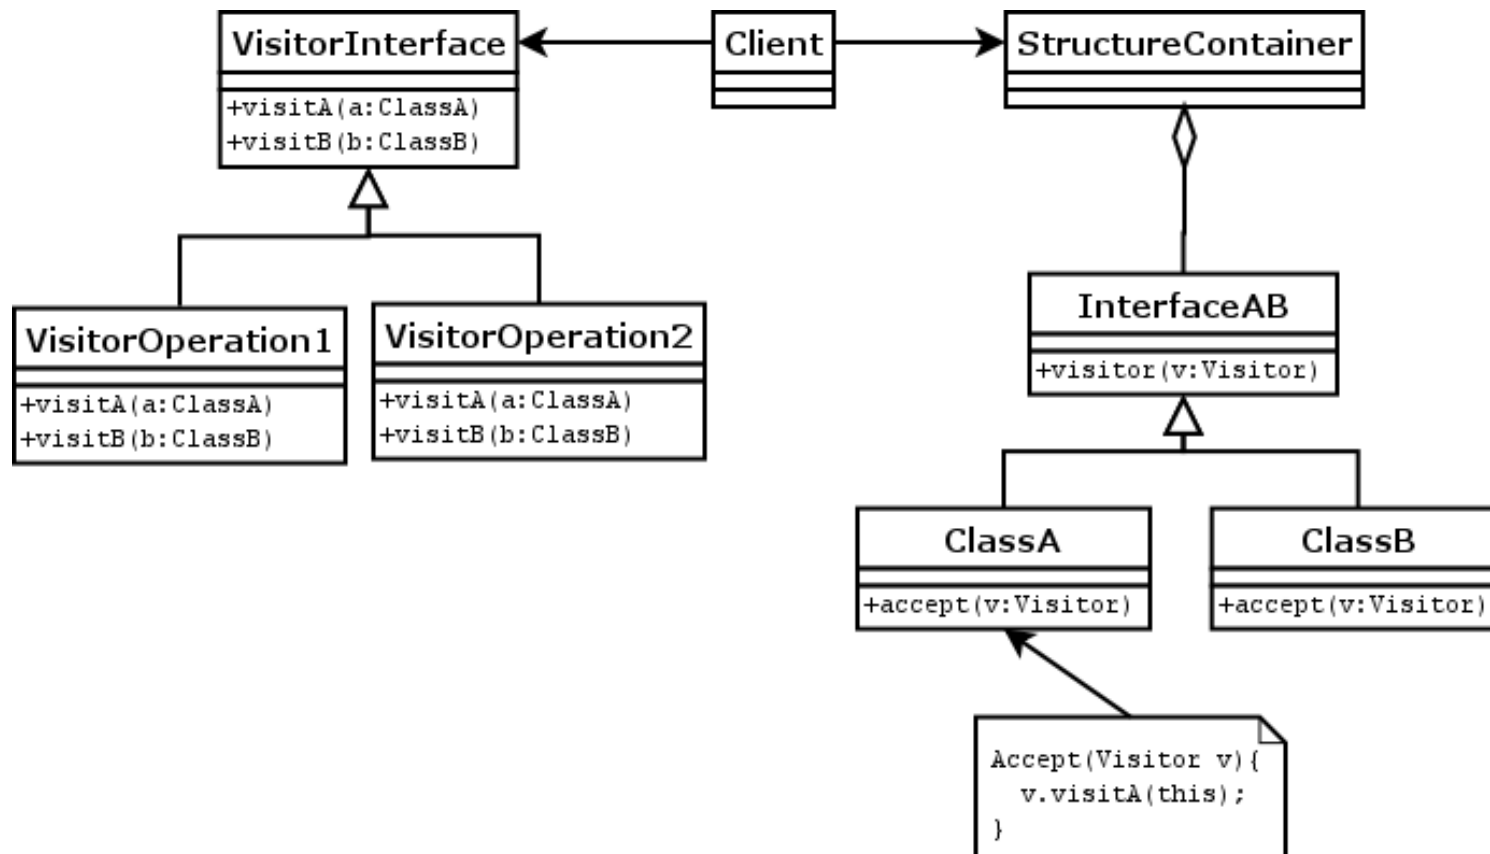 VisitorInterface
+visitA(a:ClassA)
+visitB(b:ClassB)
Client
StructureContainer
VisitorOperation1
+visitA(a:ClassA)
+visitB(b:ClassB)
VisitorOperation2
+visitA(a:ClassA)
+visitB(b:ClassB)
InterfaceAB
+visitor(v:Visitor)
ClassA
+accept(v:Visitor)
ClassB
+accept(v:Visitor)
Accept(Visitor v){
v.visitA(this);
}